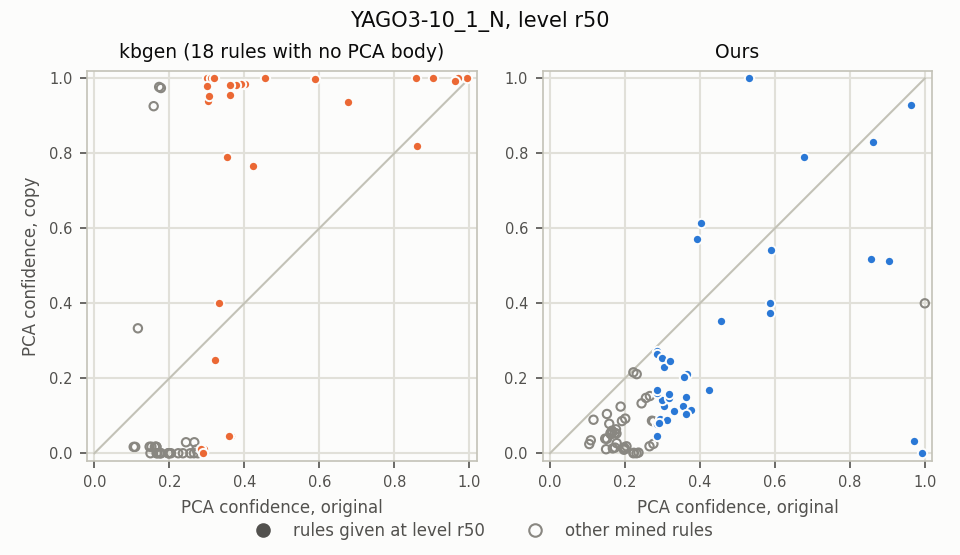 YAGO3-10_1_N, level r50
kbgen (18 rules with no PCA body)
Ours
PCA confidence, copy
1.0
0.8
0.6
0.4
0.2
0.0
1.0
0.8
0.6
0.4
0.2
0.0
0.0 0.2 0.4 0.6 0.8 1.0
0.0 0.2 0.4 0.6 0.8 1.0
PCA confidence, original
PCA confidence, original
rules given at level r50
other mined rules